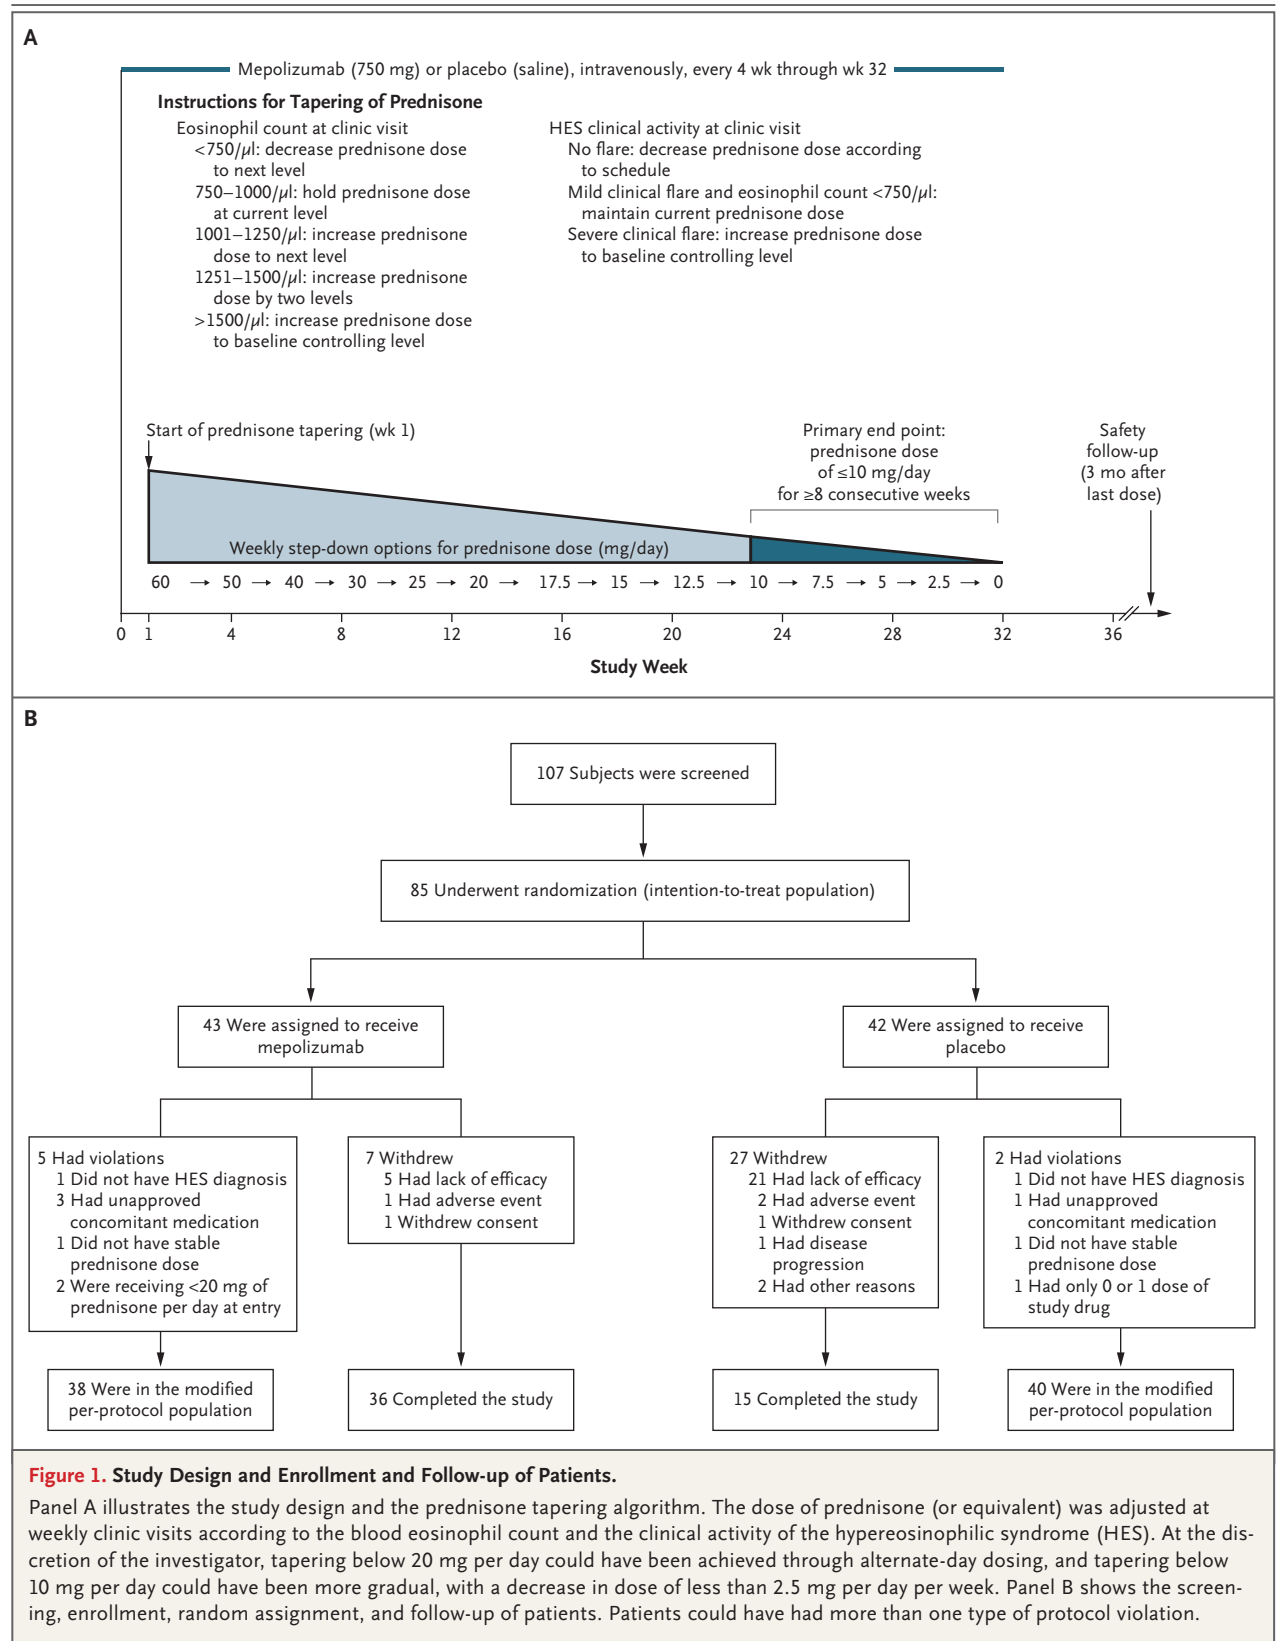 A
Mepolizumab (750 mg) or placebo (saline), intravenously, every 4 wk through wk 32
Instructions for Tapering of Prednisone
Eosinophil count at clinic visit
<750/µl: decrease prednisone dose
to next level
750–1000/µl: hold prednisone dose
at current level
1001–1250/µl: increase prednisone
dose to next level
1251–1500/µl: increase prednisone
dose by two levels
>1500/µl: increase prednisone dose
to baseline controlling level
HES clinical activity at clinic visit
No flare: decrease prednisone dose according
to schedule
Mild clinical flare and eosinophil count <750/µl:
maintain current prednisone dose
Severe clinical flare: increase prednisone dose
to baseline controlling level
Start of prednisone tapering (wk 1)
Primary end point:
prednisone dose
of ≤10 mg/day
for ≥8 consecutive weeks
Safety
follow-up
(3 mo after
last dose)
Weekly step-down options for prednisone dose (mg/day)
60 → 50 → 40 → 30 → 25 → 20 → 17.5 → 15 → 12.5 → 10 → 7.5 → 5 → 2.5 → 0
0 1 4 8 12 16 20 24 28 32 36
Study Week
B
107 Subjects were screened
85 Underwent randomization (intention-to-treat population)
43 Were assigned to receive
mepolizumab
42 Were assigned to receive
placebo
5 Had violations
1 Did not have HES diagnosis
3 Had unapproved
concomitant medication
1 Did not have stable
prednisone dose
2 Were receiving <20 mg of
prednisone per day at entry
7 Withdrew
5 Had lack of efficacy
1 Had adverse event
1 Withdrew consent
27 Withdrew
21 Had lack of efficacy
2 Had adverse event
1 Withdrew consent
1 Had disease
progression
2 Had other reasons
2 Had violations
1 Did not have HES diagnosis
1 Had unapproved
concomitant medication
1 Did not have stable
prednisone dose
1 Had only 0 or 1 dose of
study drug
38 Were in the modified
per-protocol population
36 Completed the study
15 Completed the study
40 Were in the modified
per-protocol population
Figure 1. Study Design and Enrollment and Follow-up of Patients.
Panel A illustrates the study design and the prednisone tapering algorithm. The dose of prednisone (or equivalent) was adjusted at
weekly clinic visits according to the blood eosinophil count and the clinical activity of the hypereosinophilic syndrome (HES). At the dis-
cretion of the investigator, tapering below 20 mg per day could have been achieved through alternate-day dosing, and tapering below
10 mg per day could have been more gradual, with a decrease in dose of less than 2.5 mg per day per week. Panel B shows the screen-
ing, enrollment, random assignment, and follow-up of patients. Patients could have had more than one type of protocol violation.